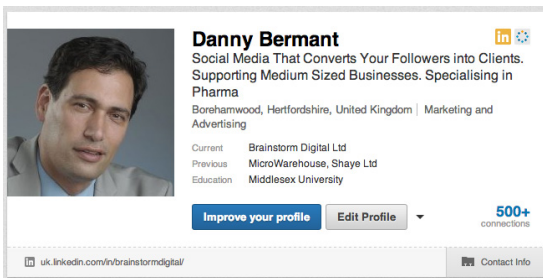 Danny Bermant
in
Social Media That Converts Your Followers into Clients.
Supporting Medium Sized Businesses. Specialising in
Pharma
Borehamwood, Hertfordshire, United Kingdom | Marketing and
Advertising
Current Brainstorm Digital Ltd
Previous MicroWarehouse, Shaye Ltd
Education Middlesex University
Improve your profile Edit Profile 500+
connections
in uk.linkedin.com/in/brainstormdigital/ Contact Info